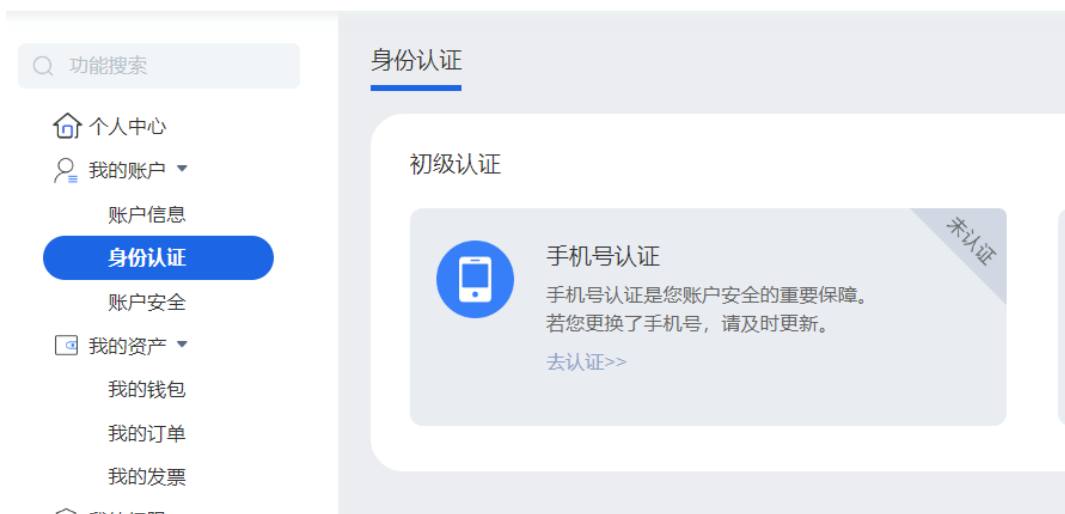 功能搜索
个人中心
我的账户
账户信息
身份认证
账户安全
我的资产
我的钱包
我的订单
我的发票
身份认证
初级认证
未认证
手机号认证
手机号认证是您账户安全的重要保障。
若您更换了手机号，请及时更新。
去认证>>